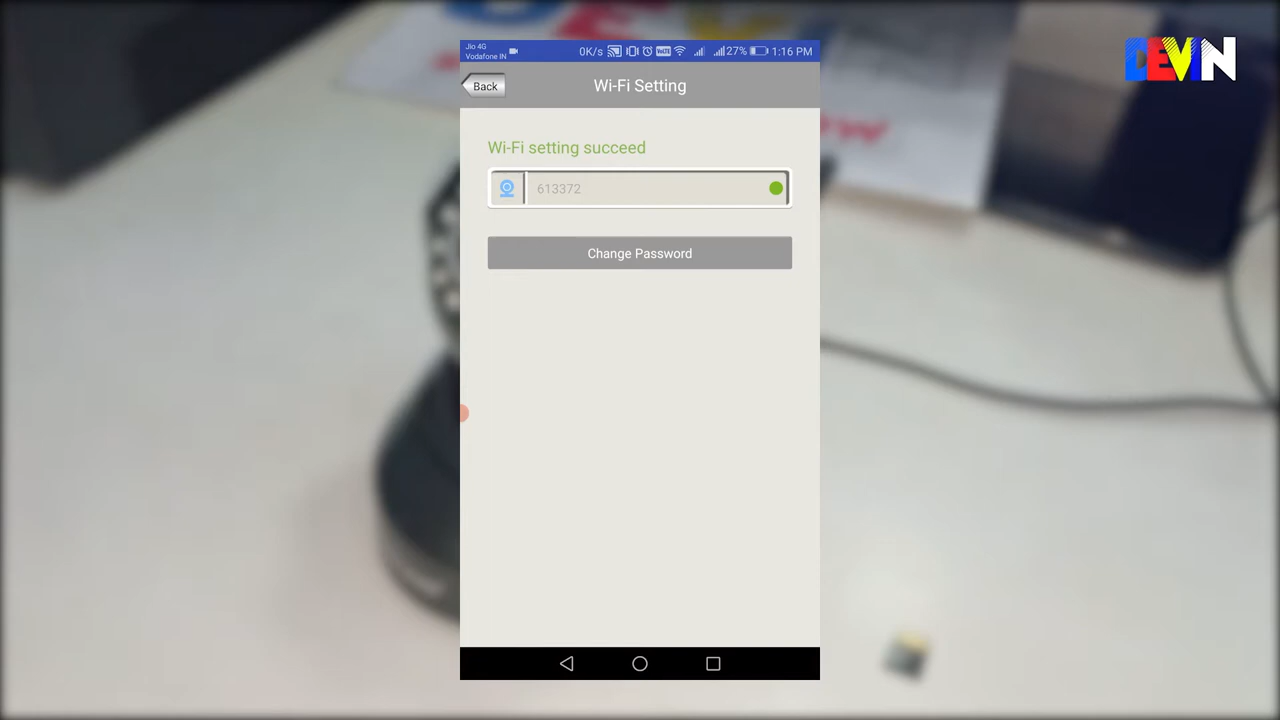 DEVIN
Jio 4G
Vodafone IN
0K/s VoLTE 27% 1:16 PM
Back
Wi-Fi Setting
Wi-Fi setting succeed
613372
Change Password